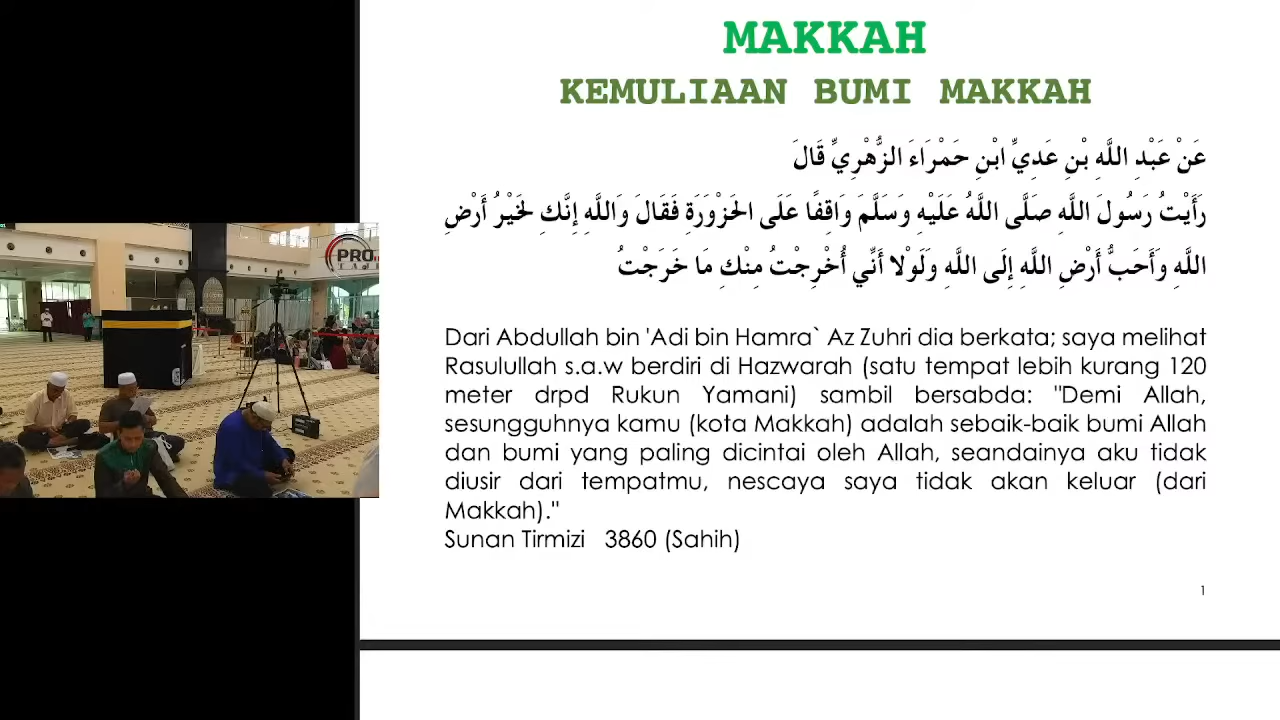 MAKKAH
KEMULIAAN BUMI MAKKAH
عَنْ عَبْدِ اللَّهِ بْنِ عَدِيِّ ابْنِ حَمْرَاءَ الزُّهْرِيِّ قَالَ
رَأَيْتُ رَسُولَ اللَّهِ صَلَّى اللَّهُ عَلَيْهِ وَسَلَّمَ وَاقِفًا عَلَى الْحَزْوَرَةِ فَقَالَ وَاللَّهِ إِنَّكِ لَخَيْرُ أَرْضِ
اللَّهِ وَأَحَبُّ أَرْضِ اللَّهِ إِلَى اللَّهِ وَلَوْلَا أَنِّي أُخْرِجْتُ مِنْكِ مَا خَرَجْتُ
Dari Abdullah bin 'Adi bin Hamra` Az Zuhri dia berkata; saya melihat
Rasulullah s.a.w berdiri di Hazwarah (satu tempat lebih kurang 120
meter drpd Rukun Yamani) sambil bersabda: "Demi Allah,
sesungguhnya kamu (kota Makkah) adalah sebaik-baik bumi Allah
dan bumi yang paling dicintai oleh Allah, seandainya aku tidak
diusir dari tempatmu, nescaya saya tidak akan keluar (dari
Makkah)."
Sunan Tirmizi 3860 (Sahih)
1
PRO